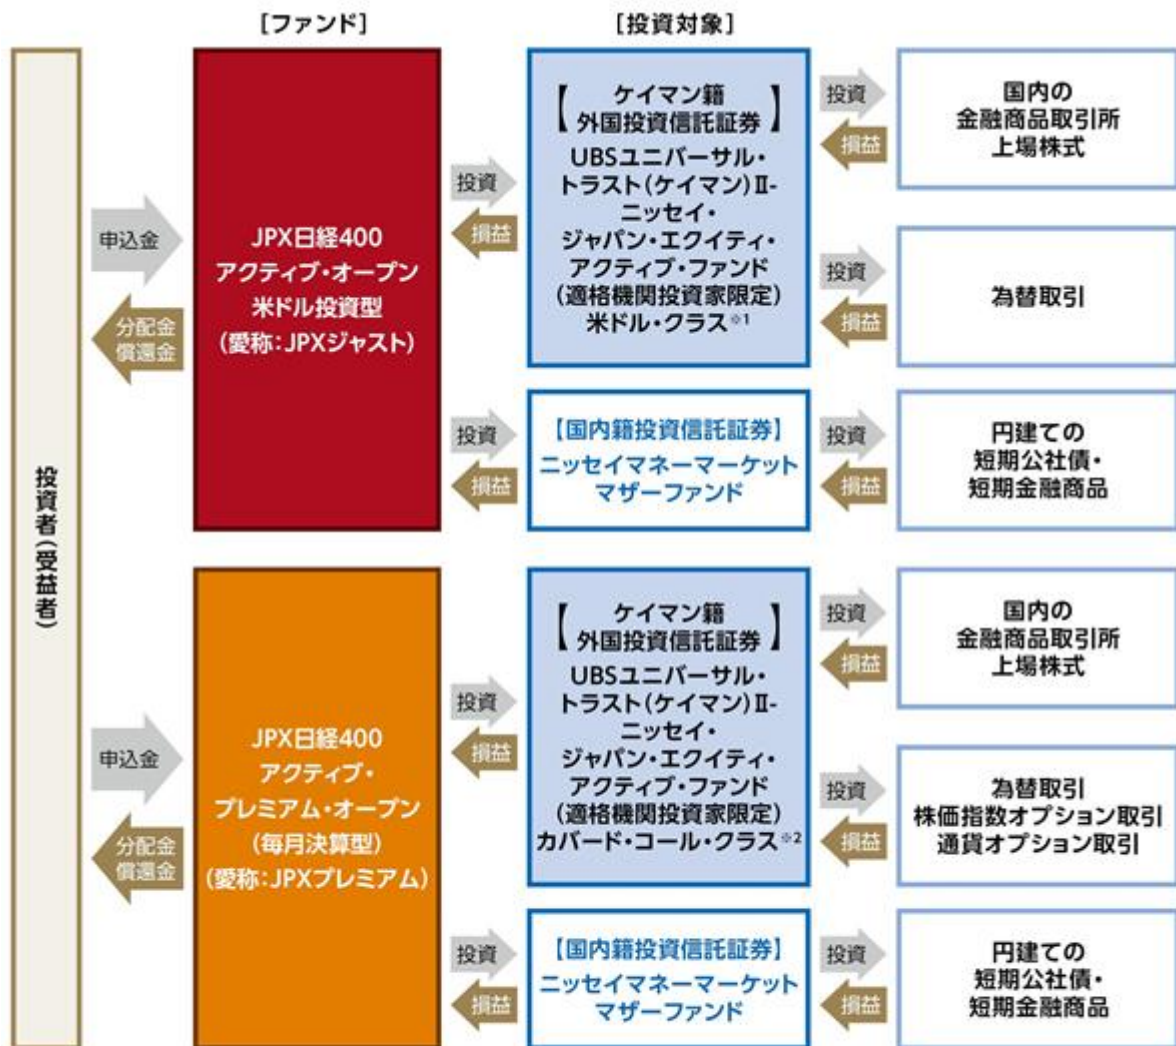 [ファンド]
[投資対象]
投資者(受益者)
申込金
分配金
償還金
JPX日経400
アクティブ・オープン
米ドル投資型
(愛称:JPXジャスト)
投資
損益
【ケイマン籍
外国投資信託証券】
UBSユニバーサル・
トラスト(ケイマン)Ⅱ-
ニッセイ・
ジャパン・エクイティ・
アクティブ・ファンド
(適格機関投資家限定)
米ドル・クラス※1
投資
損益
国内の
金融商品取引所
上場株式
投資
損益
為替取引
投資
損益
【国内籍投資信託証券】
ニッセイマネーマーケット
マザーファンド
投資
損益
円建ての
短期公社債・
短期金融商品
申込金
分配金
償還金
JPX日経400
アクティブ・
プレミアム・オープン
(毎月決算型)
(愛称:JPXプレミアム)
投資
損益
【ケイマン籍
外国投資信託証券】
UBSユニバーサル・
トラスト(ケイマン)Ⅱ-
ニッセイ・
ジャパン・エクイティ・
アクティブ・ファンド
(適格機関投資家限定)
カバード・コール・クラス※2
投資
損益
国内の
金融商品取引所
上場株式
投資
損益
為替取引
株価指数オプション取引
通貨オプション取引
投資
損益
【国内籍投資信託証券】
ニッセイマネーマーケット
マザーファンド
投資
損益
円建ての
短期公社債・
短期金融商品